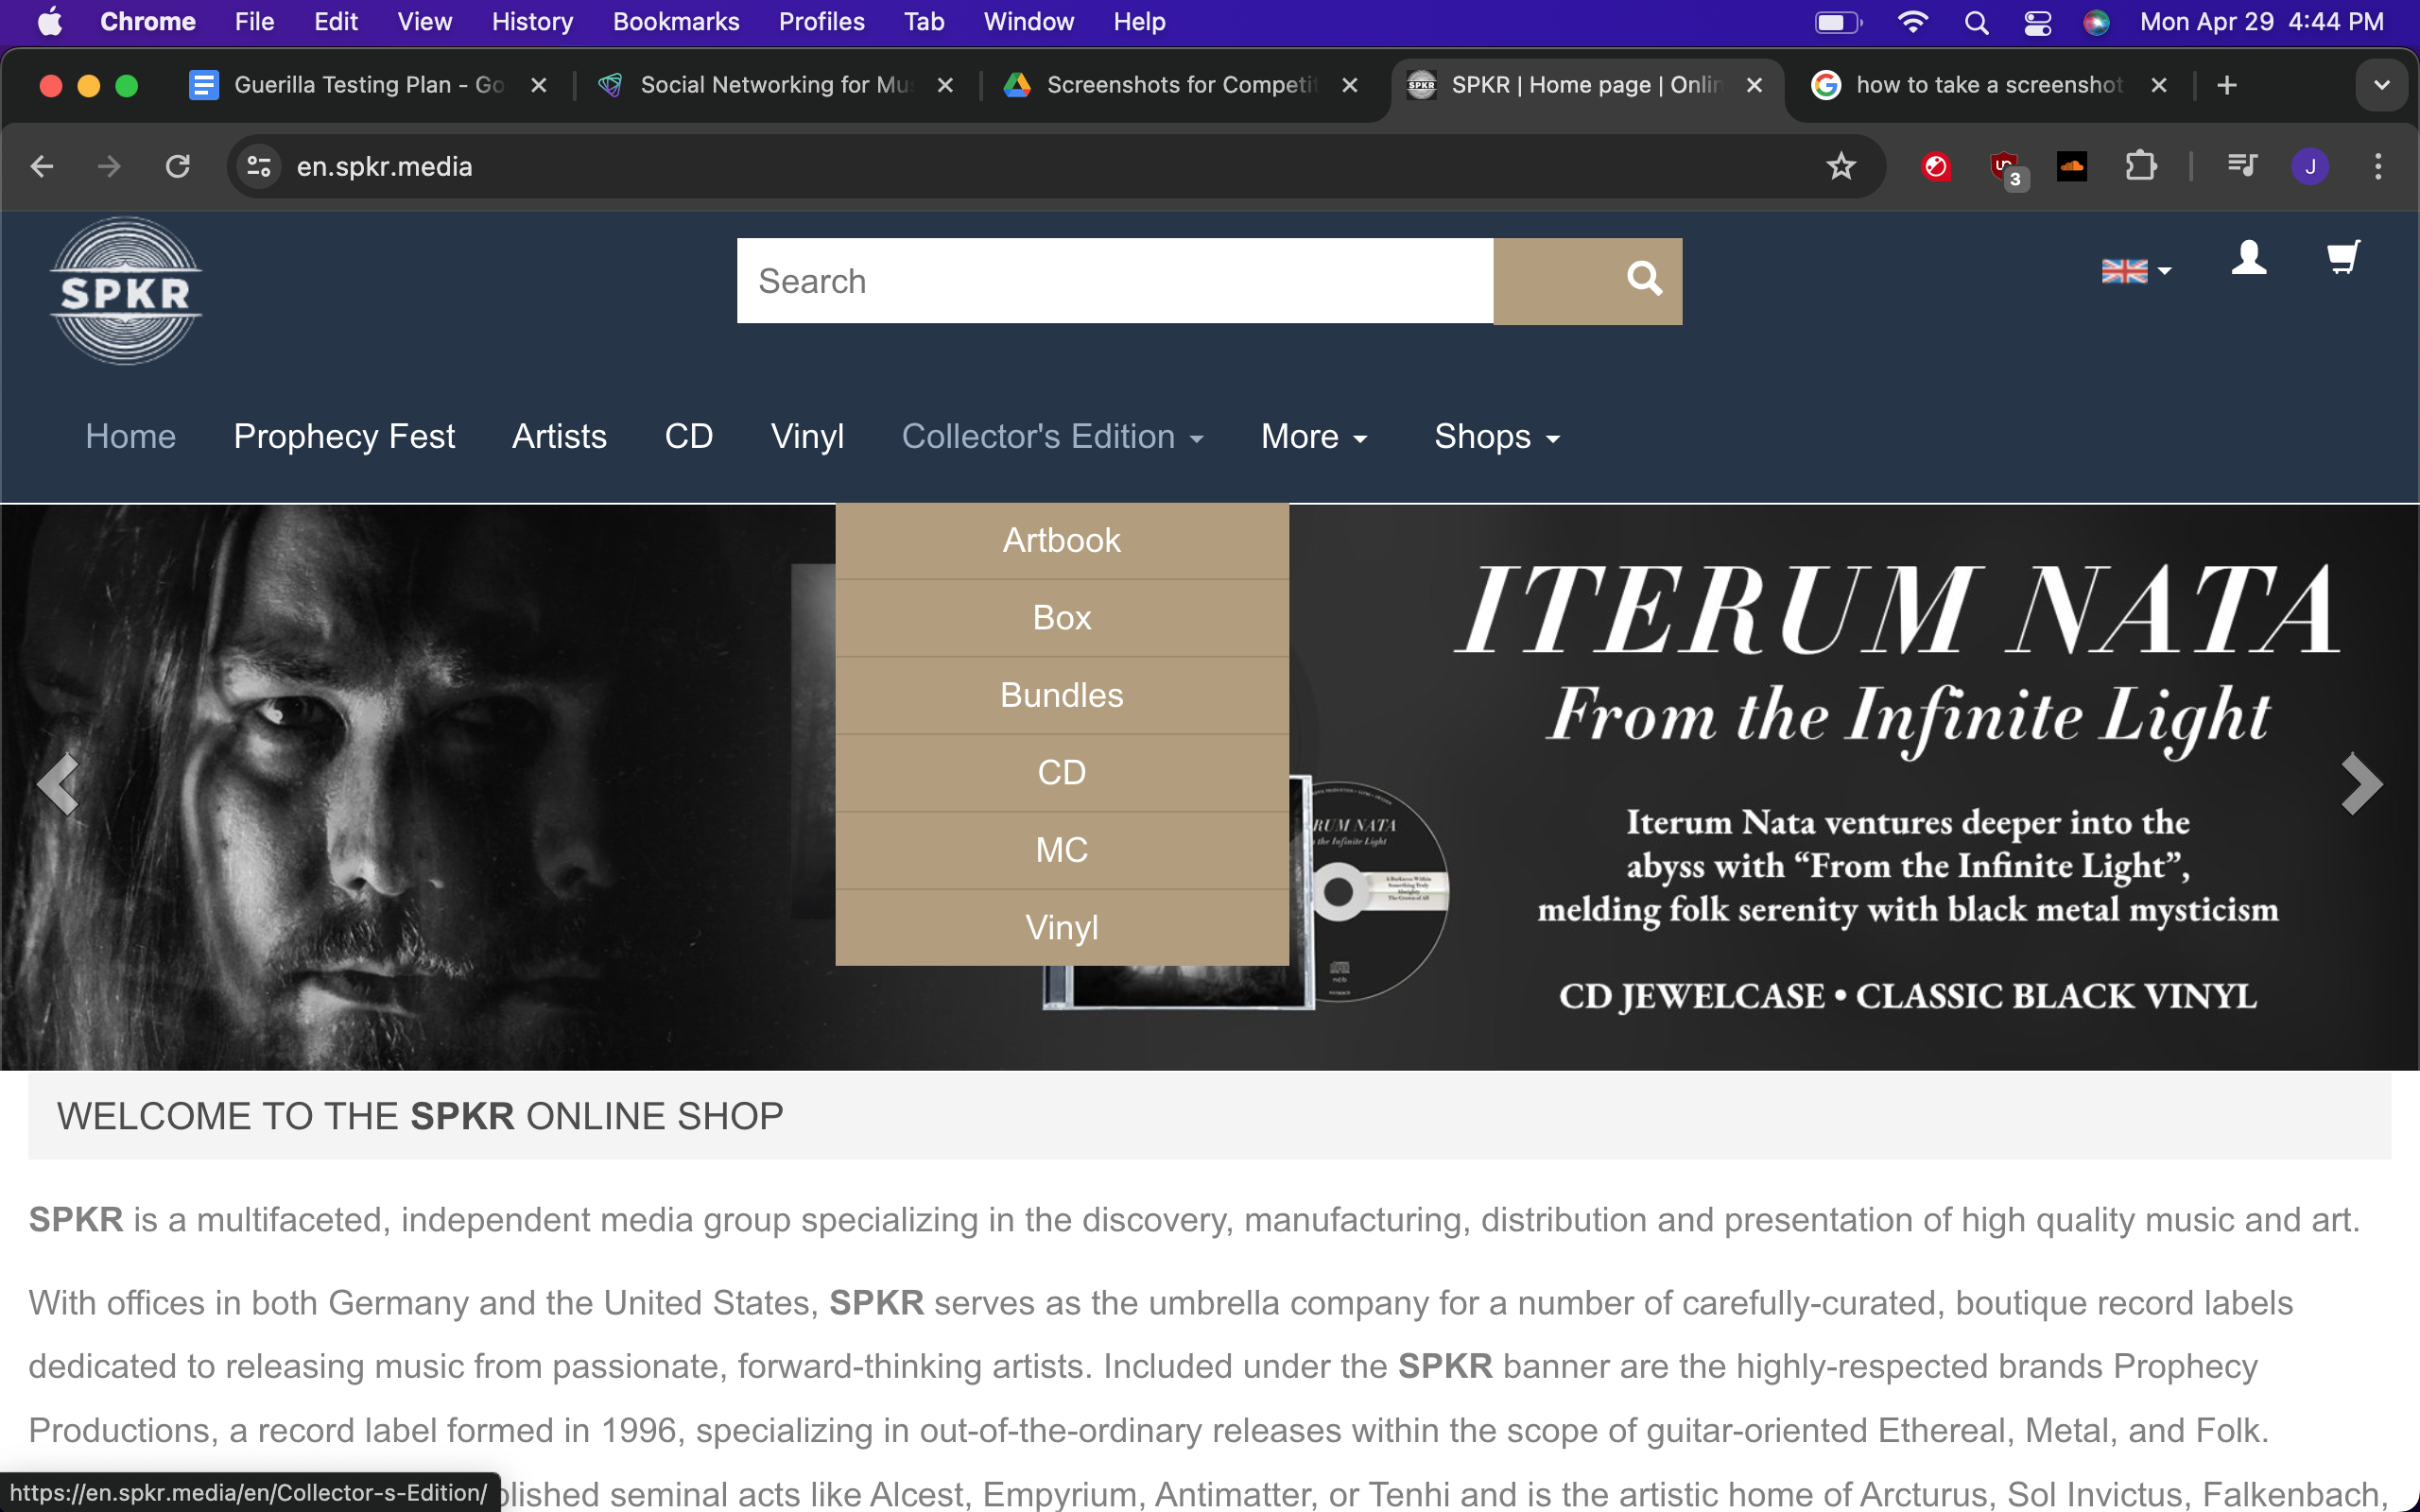 Chrome File Edit View History Bookmarks Profiles Tab Window Help Mon Apr 29 4:44 PM
Guerilla Testing Plan - Go Social Networking for Mu Screenshots for Competit SPKR | Home page | Onlin how to take a screenshot
en.spkr.media 3 J
SPKR
Search
Home Prophecy Fest Artists CD Vinyl Collector's Edition More Shops
Artbook
Box
Bundles
CD
MC
Vinyl
ITERUM NATA
From the Infinite Light
Iterum Nata ventures deeper into the
abyss with “From the Infinite Light”,
melding folk serenity with black metal mysticism
CD JEWELCASE • CLASSIC BLACK VINYL
RUM NATA
the Infinite Light
WELCOME TO THE SPKR ONLINE SHOP
SPKR is a multifaceted, independent media group specializing in the discovery, manufacturing, distribution and presentation of high quality music and art.
With offices in both Germany and the United States, SPKR serves as the umbrella company for a number of carefully-curated, boutique record labels
dedicated to releasing music from passionate, forward-thinking artists. Included under the SPKR banner are the highly-respected brands Prophecy
Productions, a record label formed in 1996, specializing in out-of-the-ordinary releases within the scope of guitar-oriented Ethereal, Metal, and Folk.
blished seminal acts like Alcest, Empyrium, Antimatter, or Tenhi and is the artistic home of Arcturus, Sol Invictus, Falkenbach,
https://en.spkr.media/en/Collector-s-Edition/